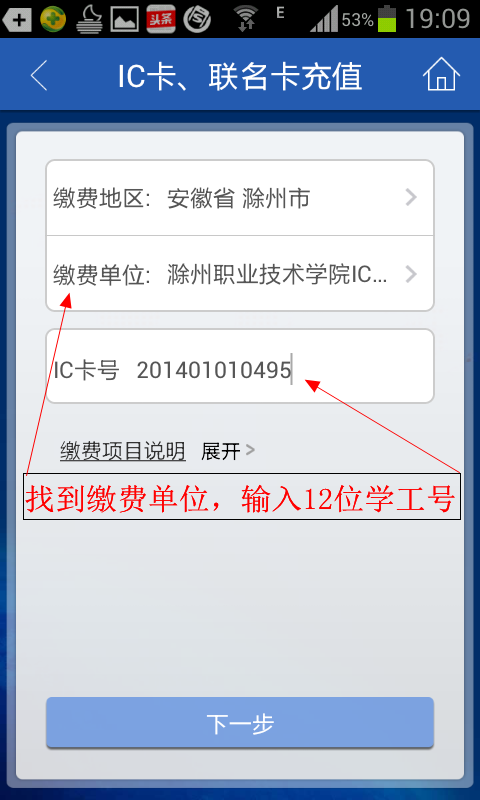 头条
E
53%
19:09
IC卡、联名卡充值
缴费地区: 安徽省 滁州市
缴费单位: 滁州职业技术学院IC...
IC卡号 201401010495
缴费项目说明 展开
找到缴费单位，输入12位学工号
下一步